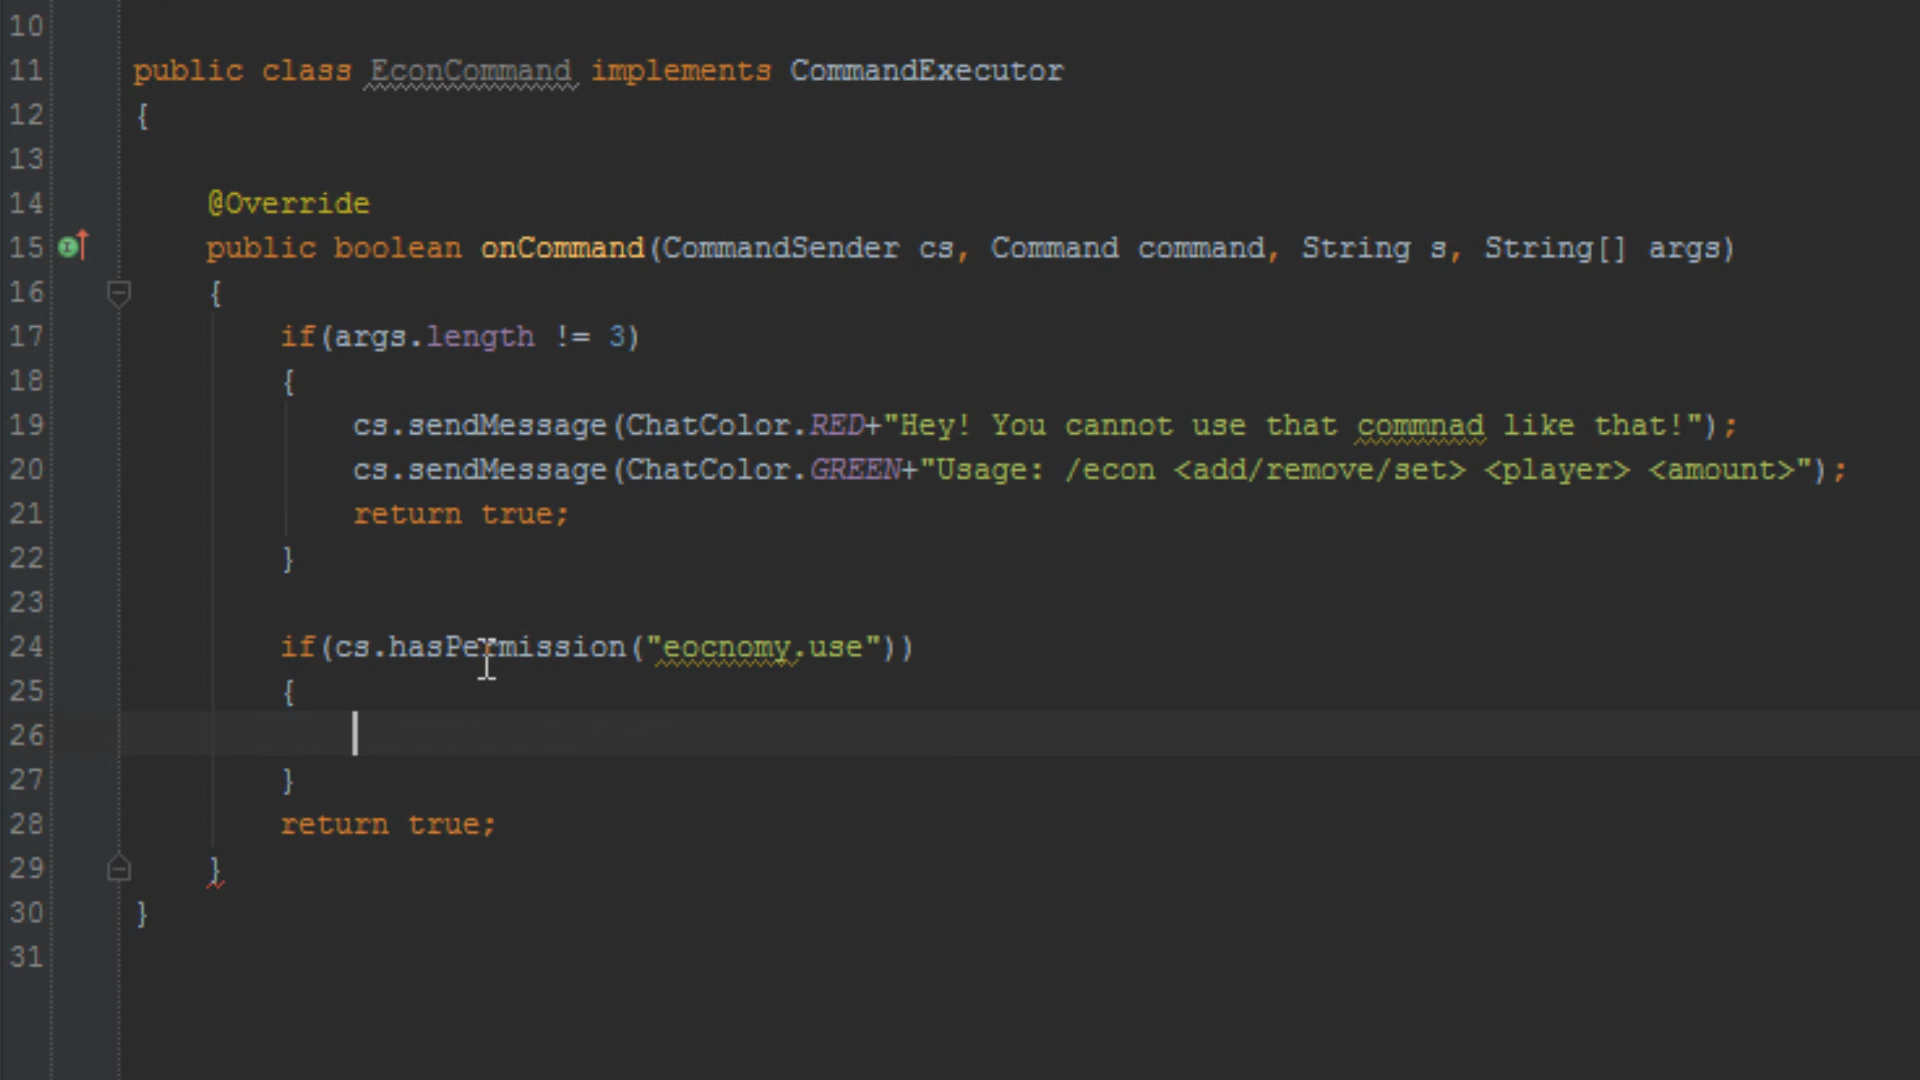 10
11 public class EconCommand implements CommandExecutor
12 {
13
14 @Override
15 public boolean onCommand(CommandSender cs, Command command, String s, String[] args)
16 {
17 if(args.length != 3)
18 {
19 cs.sendMessage(ChatColor.RED+"Hey! You cannot use that commnad like that!");
20 cs.sendMessage(ChatColor.GREEN+"Usage: /econ <add/remove/set> <player> <amount>");
21 return true;
22 }
23
24 if(cs.hasPermission("eocnomy.use"))
25 {
26
27 }
28 return true;
29 }
30 }
31